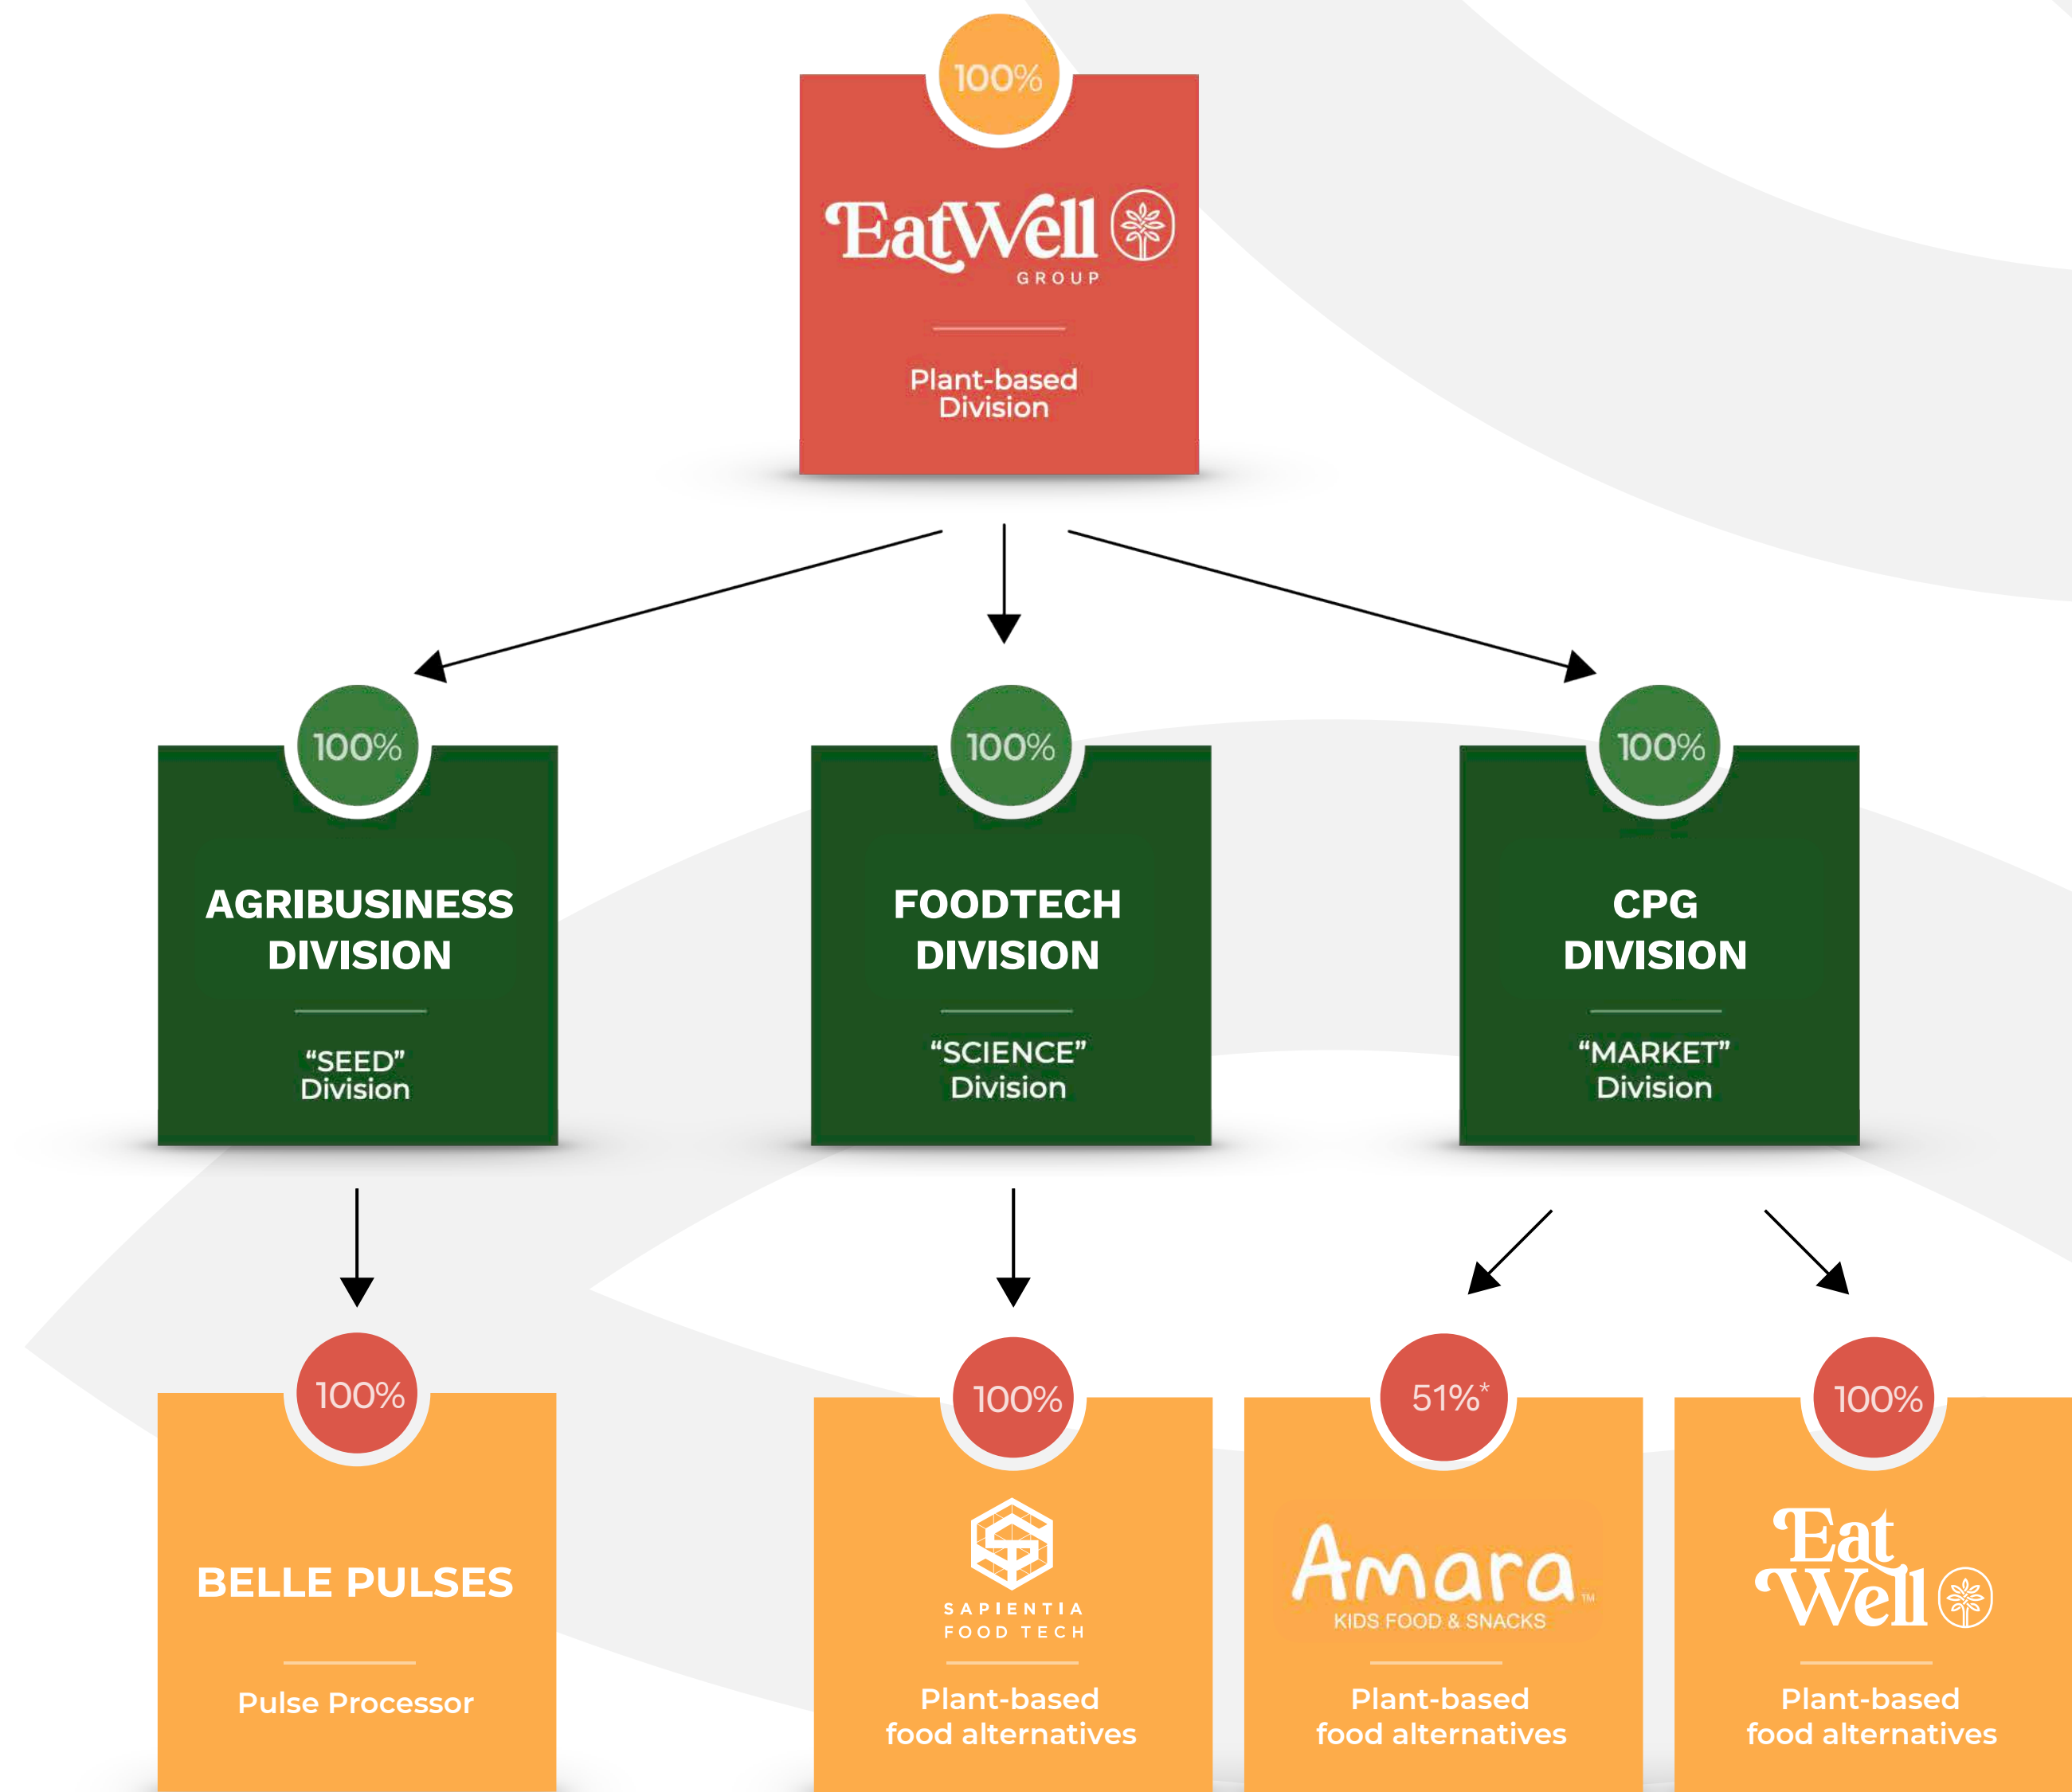 100%
EatWell
GROUP
Plant-based
Division
100%
AGRIBUSINESS
DIVISION
“SEED”
Division
100%
FOODTECH
DIVISION
“SCIENCE”
Division
100%
CPG
DIVISION
“MARKET”
Division
100%
BELLE PULSES
Pulse Processor
100%
SAPIENTIA
FOOD TECH
Plant-based
food alternatives
51%*
Amara™
KIDS FOOD & SNACKS
Plant-based
food alternatives
100%
Eat
Well
Plant-based
food alternatives